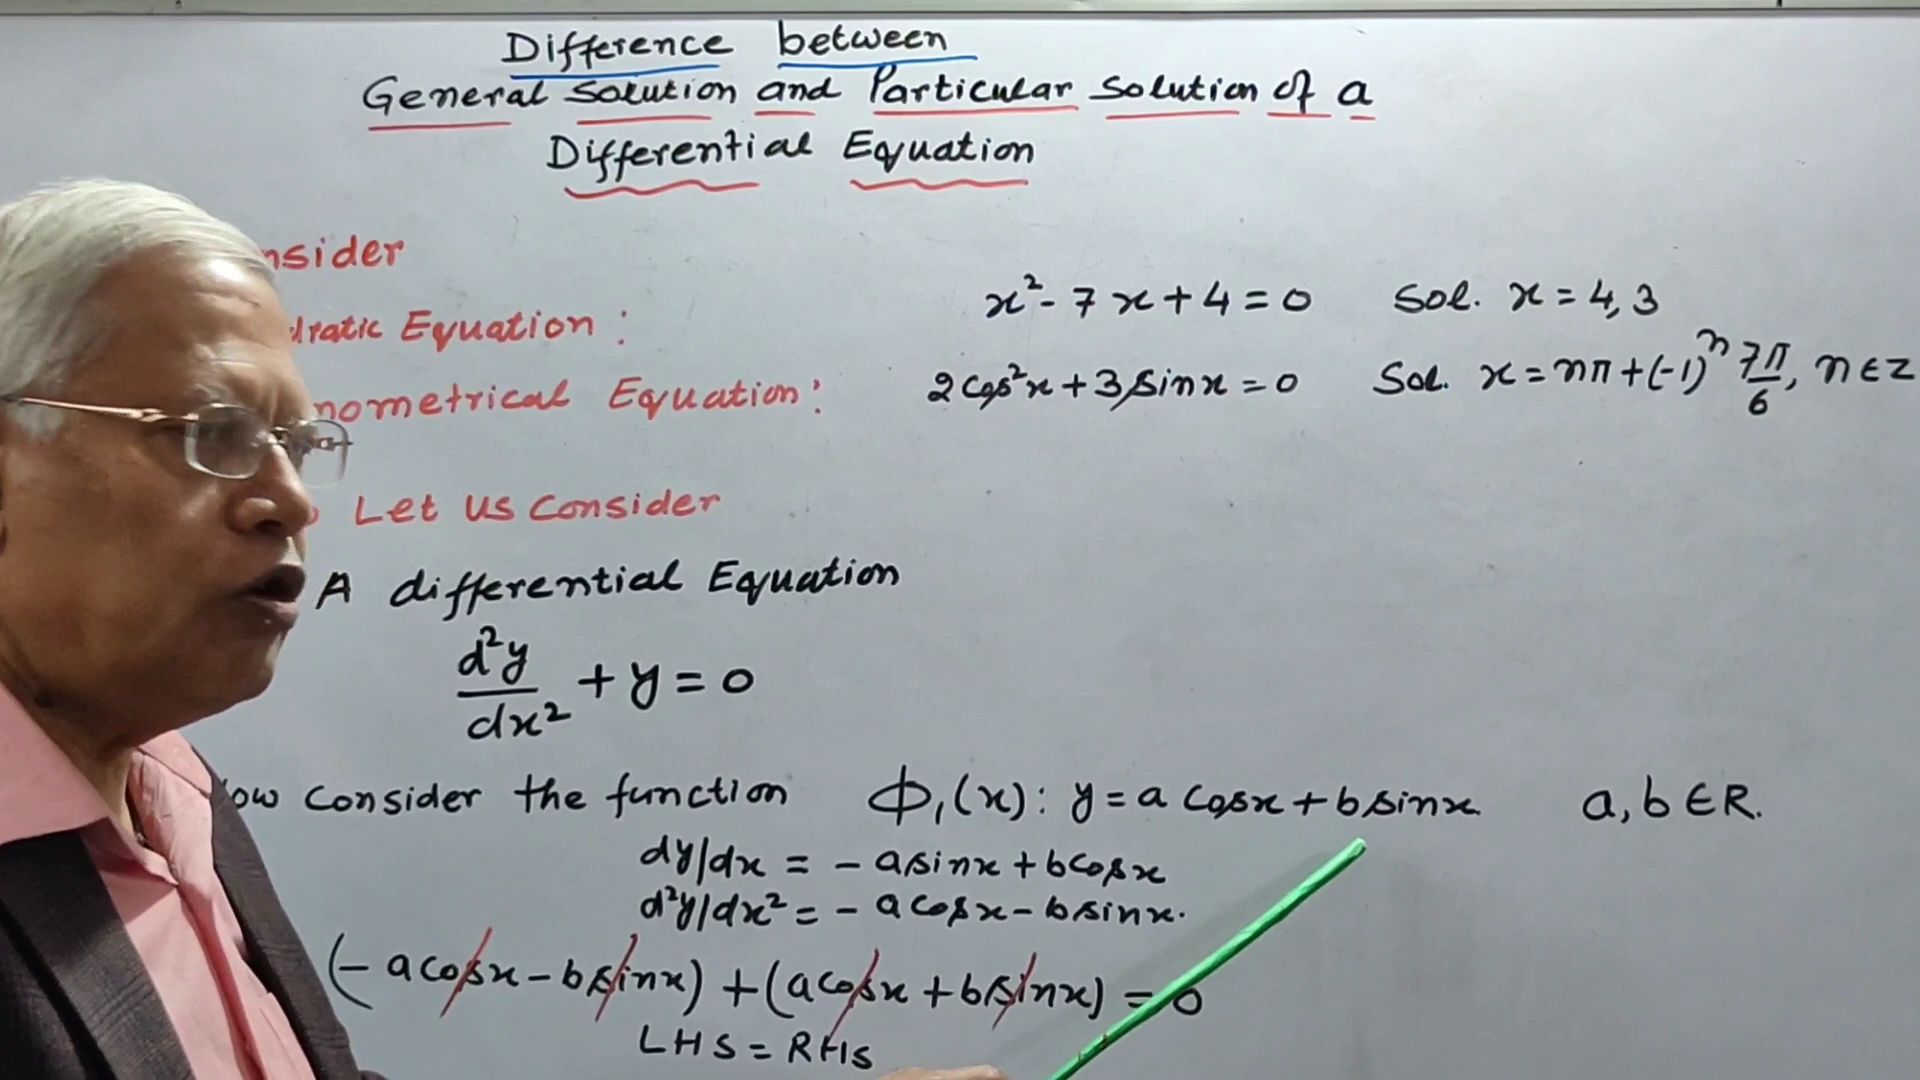 Difference between
General Solution and Particular Solution of a
Differential Equation
nsider
dratic Equation : x² - 7x + 4 = 0 Sol. x = 4, 3
nometrical Equation : 2cos²x + 3sinx = 0 Sol. x = nπ + (-1)ⁿ 7π/6, n ∈ Z
Let us Consider
A differential Equation
d²y/dx² + y = 0
ow consider the function ϕ₁(x) : y = a cosx + b sinx a, b ∈ R.
dy/dx = - a sinx + b cosx
d²y/dx² = - a cosx - b sinx.
(- a cosx - b sinx) + (a cosx + b sinx) = 0
LHS = RHS